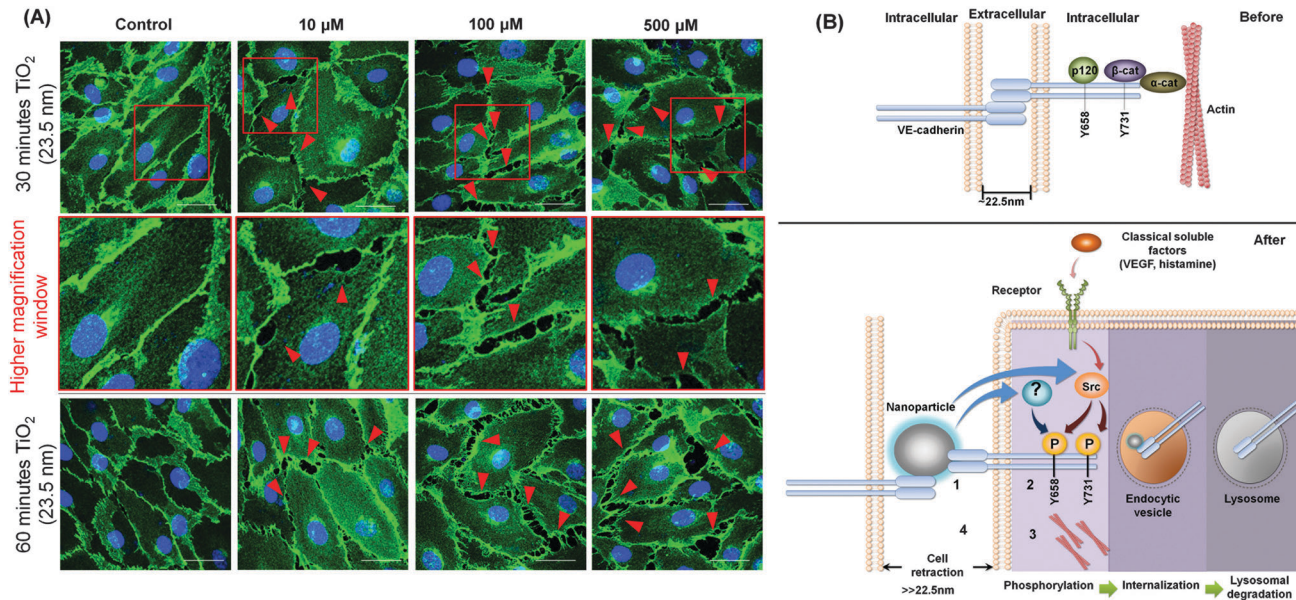 (A)
Control
10 µM
100 µM
500 µM
30 minutes TiO2
(23.5 nm)
Higher magnification
window
60 minutes TiO2
(23.5 nm)
(B)
Intracellular
Extracellular
Intracellular
Before
p120
β-cat
α-cat
VE-cadherin
Y658
Y731
Actin
~22.5nm
After
Classical soluble
factors
(VEGF, histamine)
Receptor
Nanoparticle
?
Src
P
P
1
2
Y658
Y731
Endocytic
vesicle
Lysosome
4
3
Cell
retraction
>>22.5nm
Phosphorylation
Internalization
Lysosomal
degradation